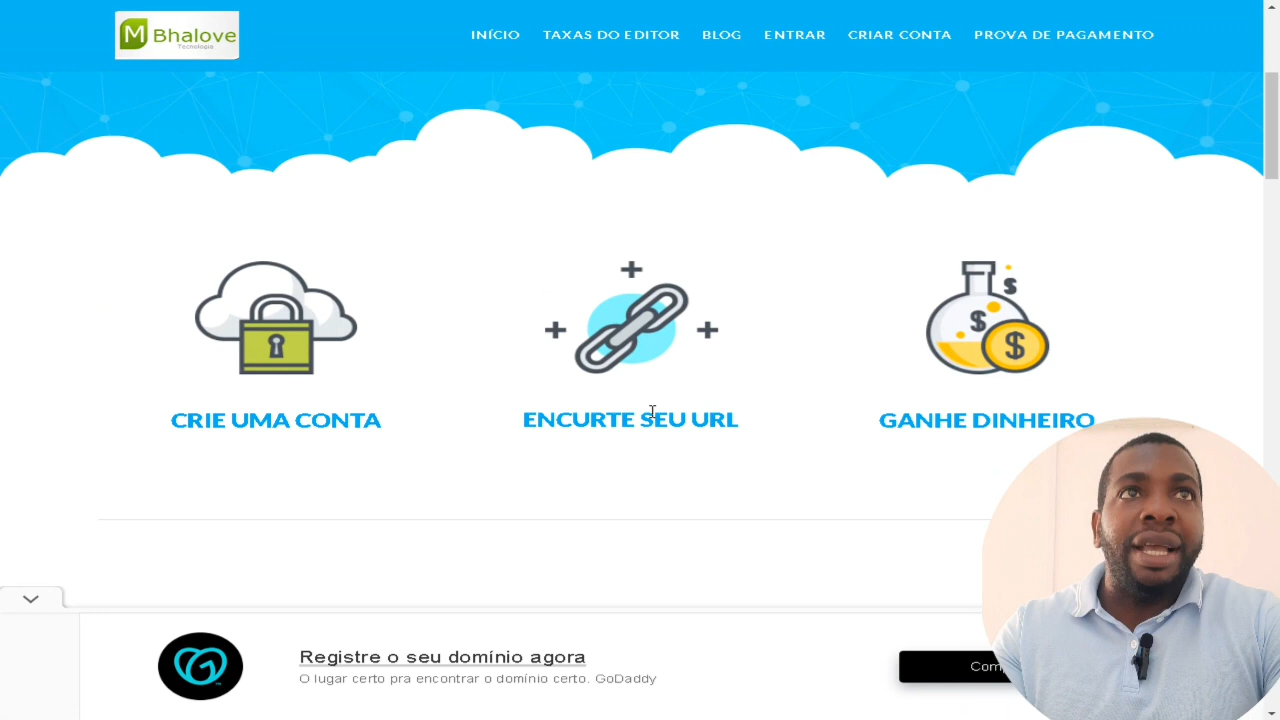 M Bhalove
Tecnologia
INÍCIO TAXAS DO EDITOR BLOG ENTRAR CRIAR CONTA PROVA DE PAGAMENTO
$
$
$
CRIE UMA CONTA ENCURTE SEU URL GANHE DINHEIRO
Registre o seu domínio agora
O lugar certo pra encontrar o domínio certo. GoDaddy